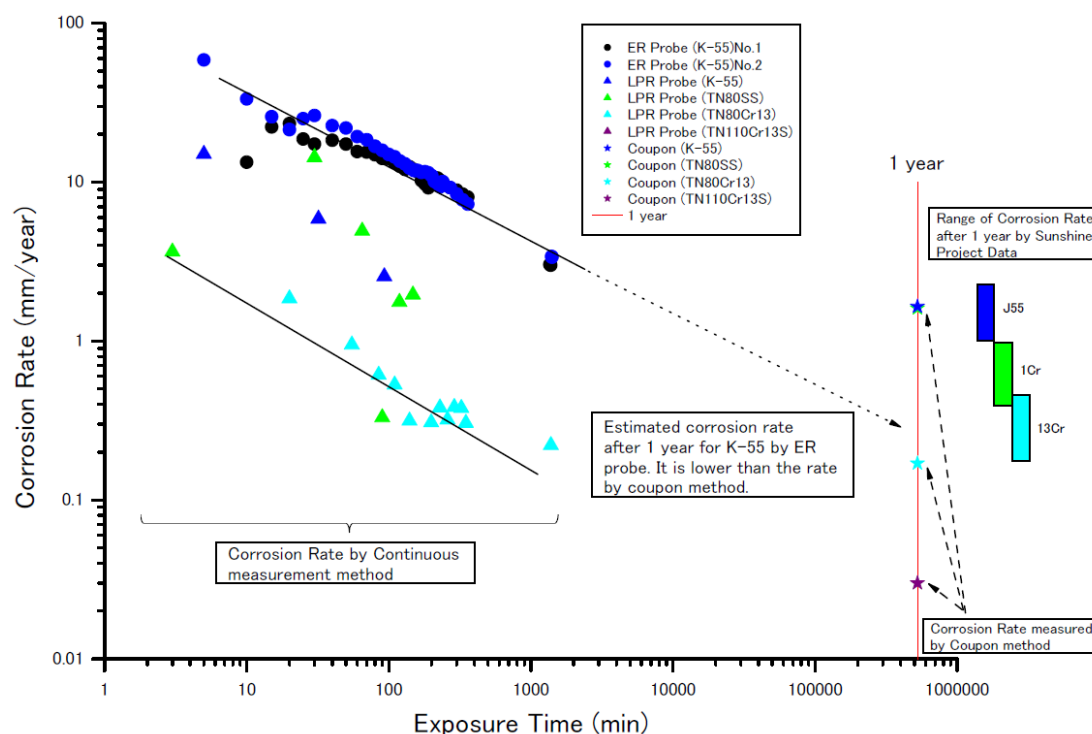 100
10
1
0.1
0.01
Corrosion Rate (mm/year)
ER Probe (K-55)No.1
ER Probe (K-55)No.2
LPR Probe (K-55)
LPR Probe (TN80SS)
LPR Probe (TN80Cr13)
LPR Probe (TN110Cr13S)
Coupon (K-55)
Coupon (TN80SS)
Coupon (TN80Cr13)
Coupon (TN110Cr13S)
1 year
1 year
Range of Corrosion Rate
after 1 year by Sunshine
Project Data
J55
1Cr
13Cr
Estimated corrosion rate
after 1 year for K-55 by ER
probe. It is lower than the rate
by coupon method.
Corrosion Rate by Continuous
measurement method
Corrosion Rate measured
by Coupon method
1
10
100
1000
10000
100000
1000000
Exposure Time (min)